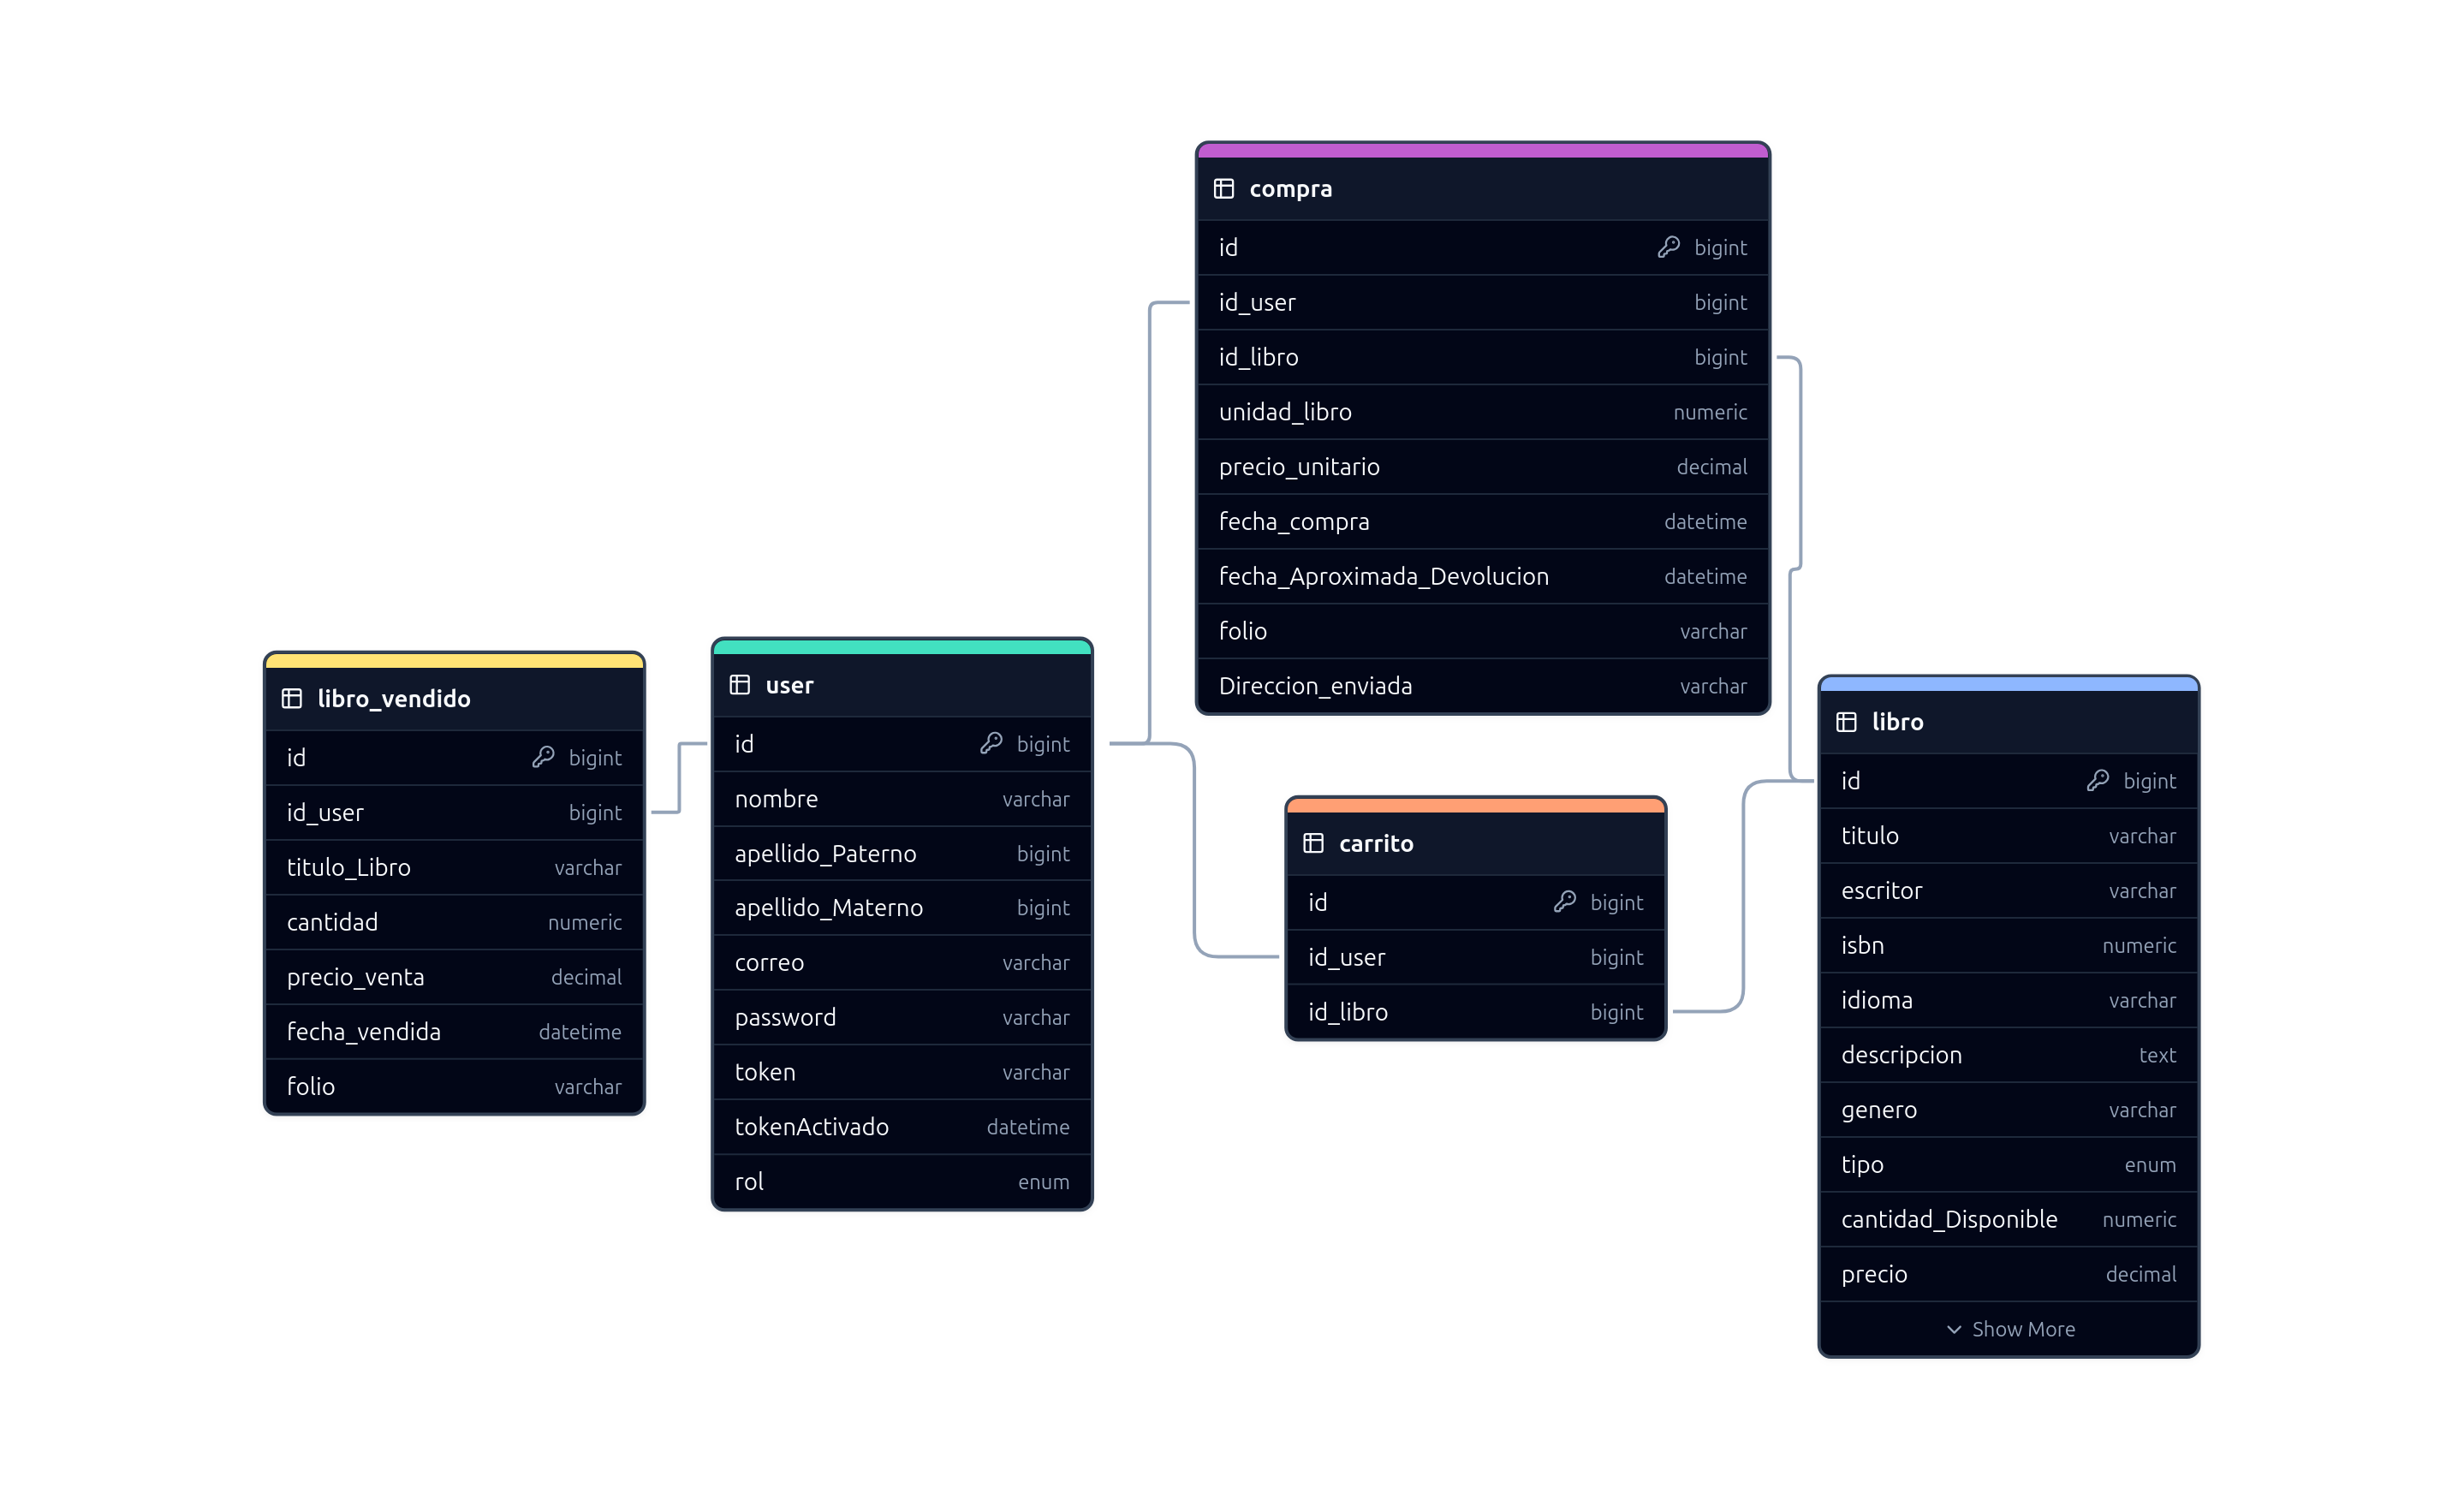 compra
id bigint
id_user bigint
id_libro bigint
unidad_libro numeric
precio_unitario decimal
fecha_compra datetime
fecha_Aproximada_Devolucion datetime
folio varchar
Direccion_enviada varchar
libro_vendido
id bigint
id_user bigint
titulo_Libro varchar
cantidad numeric
precio_venta decimal
fecha_vendida datetime
folio varchar
user
id bigint
nombre varchar
apellido_Paterno bigint
apellido_Materno bigint
correo varchar
password varchar
token varchar
tokenActivado datetime
rol enum
carrito
id bigint
id_user bigint
id_libro bigint
libro
id bigint
titulo varchar
escritor varchar
isbn numeric
idioma varchar
descripcion text
genero varchar
tipo enum
cantidad_Disponible numeric
precio decimal
Show More